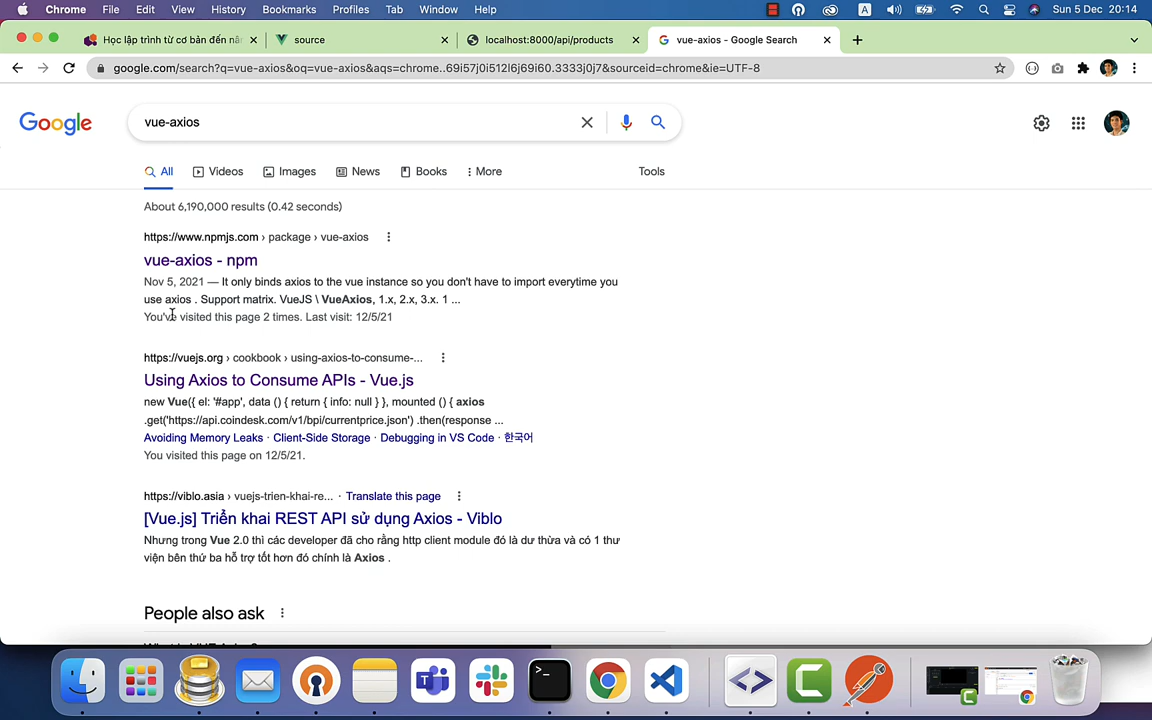 Chrome File Edit View History Bookmarks Profiles Tab Window Help A Sun 5 Dec 20:14
Học lập trình từ cơ bản đến nân source localhost:8000/api/products vue-axios - Google Search
google.com/search?q=vue-axios&oq=vue-axios&aqs=chrome..69i57j0i512l6j69i60.3333j0j7&sourceid=chrome&ie=UTF-8
Google vue-axios
All Videos Images News Books More Tools
About 6,190,000 results (0.42 seconds)
https://www.npmjs.com › package › vue-axios
vue-axios - npm
Nov 5, 2021 — It only binds axios to the vue instance so you don't have to import everytime you
use axios . Support matrix. VueJS \ VueAxios, 1.x, 2.x, 3.x. 1 ...
You've visited this page 2 times. Last visit: 12/5/21
https://vuejs.org › cookbook › using-axios-to-consume-...
Using Axios to Consume APIs - Vue.js
new Vue({ el: '#app', data () { return { info: null } }, mounted () { axios
.get('https://api.coindesk.com/v1/bpi/currentprice.json') .then(response ...
Avoiding Memory Leaks · Client-Side Storage · Debugging in VS Code · 한국어
You visited this page on 12/5/21.
https://viblo.asia › vuejs-trien-khai-re... · Translate this page
[Vue.js] Triển khai REST API sử dụng Axios - Viblo
Nhưng trong Vue 2.0 thì các developer đã cho rằng http client module đó là dư thừa và có 1 thư
viện bên thứ ba hỗ trợ tốt hơn đó chính là Axios .
People also ask